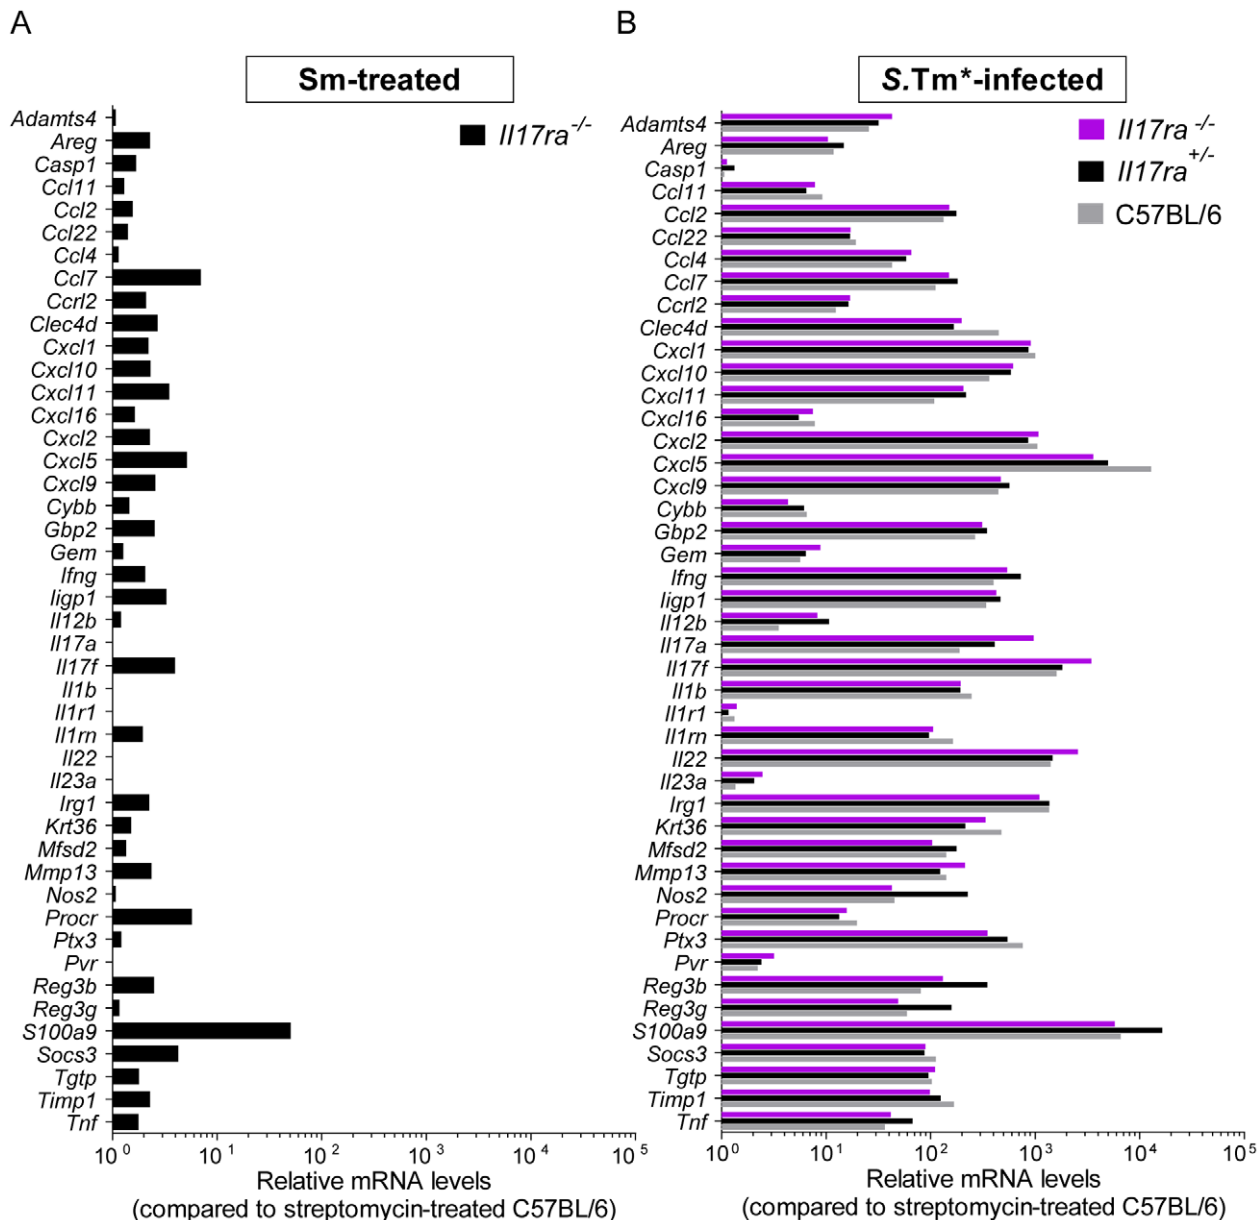 A
Sm-treated
Il17ra-/-
Adamts4
Areg
Casp1
Ccl11
Ccl2
Ccl22
Ccl4
Ccl7
Ccrl2
Clec4d
Cxcl1
Cxcl10
Cxcl11
Cxcl16
Cxcl2
Cxcl5
Cxcl9
Cybb
Gbp2
Gem
Ifng
Iigp1
Il12b
Il17a
Il17f
Il1b
Il1r1
Il1rn
Il22
Il23a
Irg1
Krt36
Mfsd2
Mmp13
Nos2
Procr
Ptx3
Pvr
Reg3b
Reg3g
S100a9
Socs3
Tgtp
Timp1
Tnf
10^0 10^1 10^2 10^3 10^4 10^5
Relative mRNA levels
(compared to streptomycin-treated C57BL/6)
B
S.Tm*-infected
Il17ra -/-
Il17ra +/-
C57BL/6
Adamts4
Areg
Casp1
Ccl11
Ccl2
Ccl22
Ccl4
Ccl7
Ccrl2
Clec4d
Cxcl1
Cxcl10
Cxcl11
Cxcl16
Cxcl2
Cxcl5
Cxcl9
Cybb
Gbp2
Gem
Ifng
Iigp1
Il12b
Il17a
Il17f
Il1b
Il1r1
Il1rn
Il22
Il23a
Irg1
Krt36
Mfsd2
Mmp13
Nos2
Procr
Ptx3
Pvr
Reg3b
Reg3g
S100a9
Socs3
Tgtp
Timp1
Tnf
10^0 10^1 10^2 10^3 10^4 10^5
Relative mRNA levels
(compared to streptomycin-treated C57BL/6)